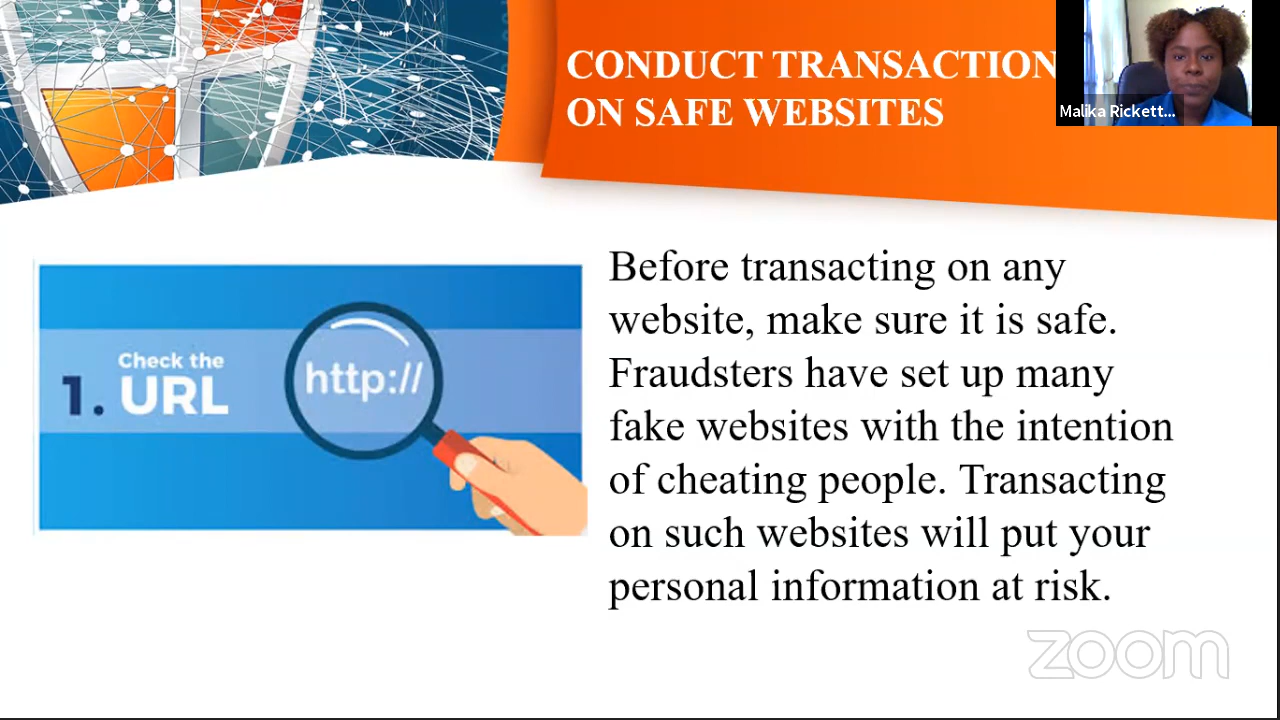 CONDUCT TRANSACTION
ON SAFE WEBSITES
Malika Rickett...
Check the
1. URL
http://
Before transacting on any
website, make sure it is safe.
Fraudsters have set up many
fake websites with the intention
of cheating people. Transacting
on such websites will put your
personal information at risk.
zoom